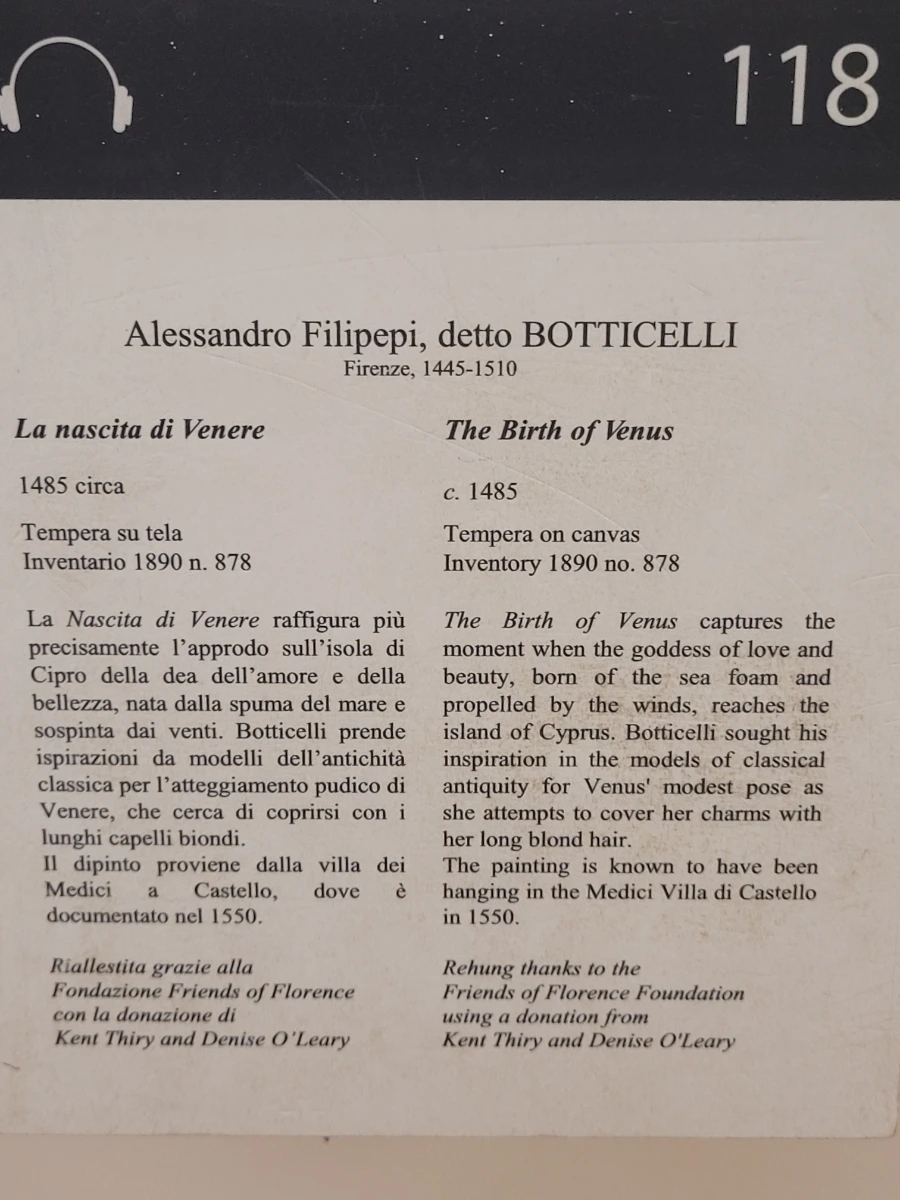 118
Alessandro Filipepi, detto BOTTICELLI
Firenze, 1445-1510
La nascita di Venere
1485 circa
Tempera su tela
Inventario 1890 n. 878
La Nascita di Venere raffigura più
precisamente l’approdo sull’isola di
Cipro della dea dell’amore e della
bellezza, nata dalla spuma del mare e
sospinta dai venti. Botticelli prende
ispirazioni da modelli dell’antichità
classica per l’atteggiamento pudico di
Venere, che cerca di coprirsi con i
lunghi capelli biondi.
Il dipinto proviene dalla villa dei
Medici a Castello, dove è
documentato nel 1550.
Riallestita grazie alla
Fondazione Friends of Florence
con la donazione di
Kent Thiry and Denise O’Leary
The Birth of Venus
c. 1485
Tempera on canvas
Inventory 1890 no. 878
The Birth of Venus captures the
moment when the goddess of love and
beauty, born of the sea foam and
propelled by the winds, reaches the
island of Cyprus. Botticelli sought his
inspiration in the models of classical
antiquity for Venus' modest pose as
she attempts to cover her charms with
her long blond hair.
The painting is known to have been
hanging in the Medici Villa di Castello
in 1550.
Rehung thanks to the
Friends of Florence Foundation
using a donation from
Kent Thiry and Denise O'Leary